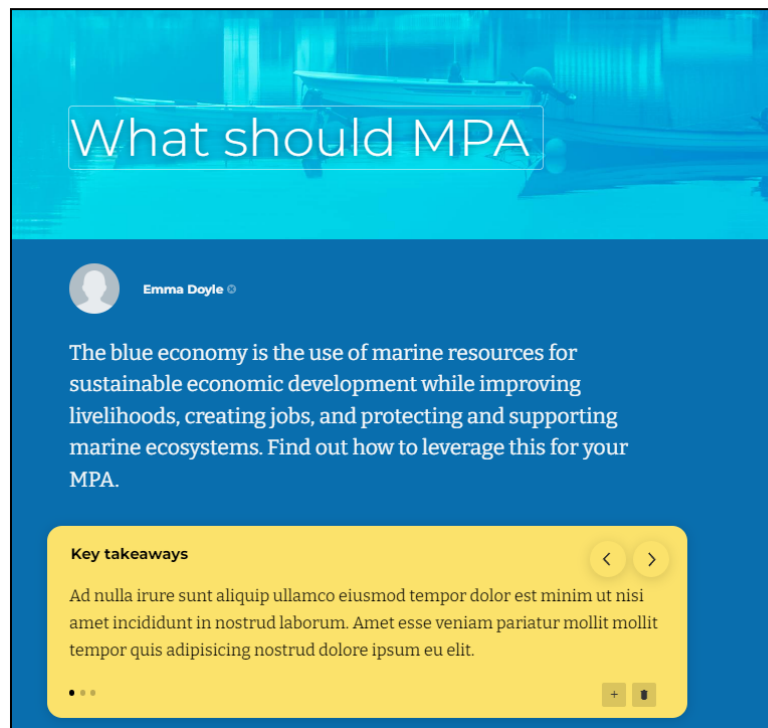 What should MPA
Emma Doyle
The blue economy is the use of marine resources for
sustainable economic development while improving
livelihoods, creating jobs, and protecting and supporting
marine ecosystems. Find out how to leverage this for your
MPA.
Key takeaways
Ad nulla irure sunt aliquip ullamco eiusmod tempor dolor est minim ut nisi
amet incididunt in nostrud laborum. Amet esse veniam pariatur mollit mollit
tempor quis adipisicing nostrud dolore ipsum eu elit.